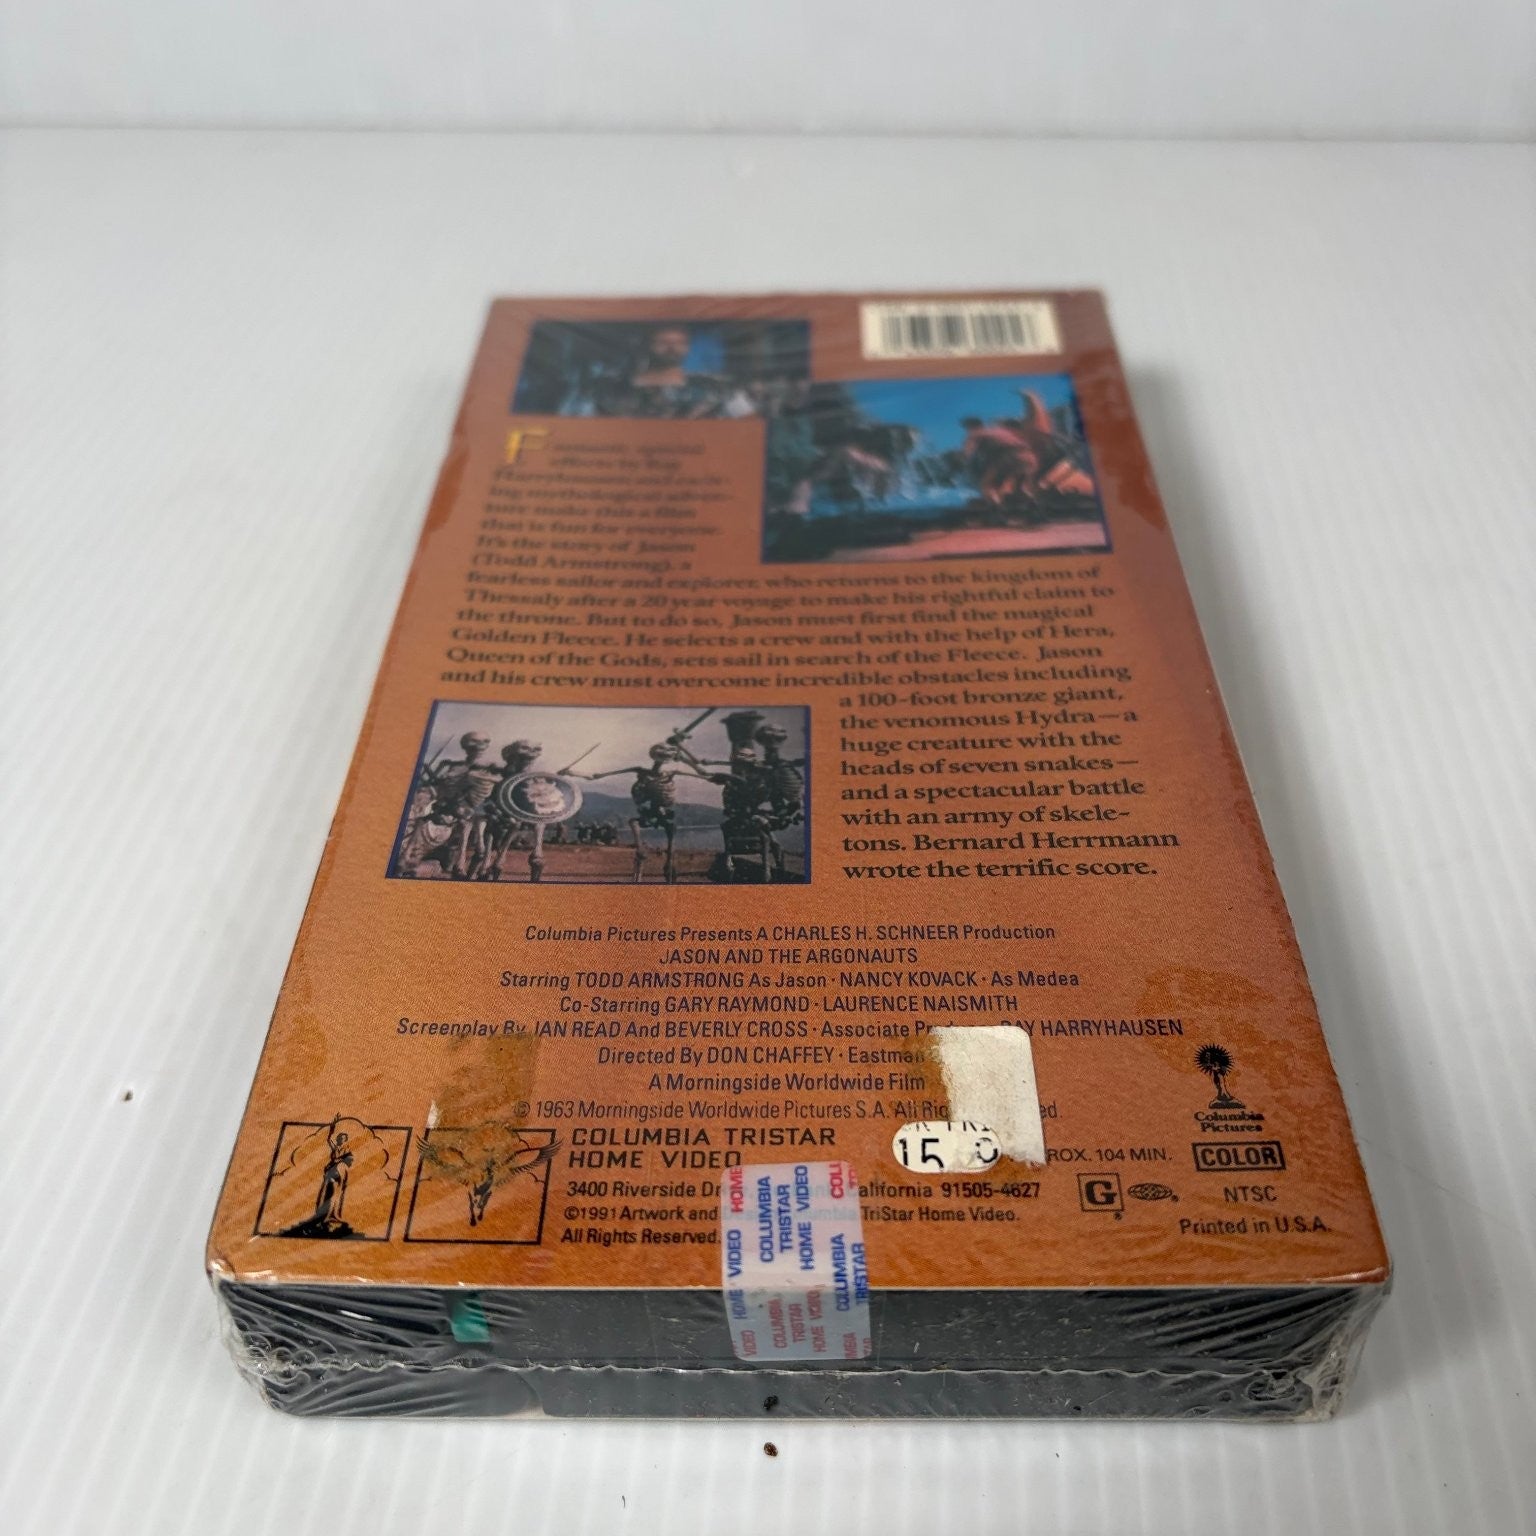 Fantastic special
effects by Ray
Harryhausen and
mythological adven-
ture make this a film
that is fun for everyone.
It's the story of Jason
(Todd Armstrong), a
fearless sailor and explorer, who returns to the kingdom of
Thessaly after a 20 year voyage to make his rightful claim to
the throne. But to do so, Jason must first find the magical
Golden Fleece. He selects a crew and with the help of Hera,
Queen of the Gods, sets sail in search of the Fleece. Jason
and his crew must overcome incredible obstacles including
a 100-foot bronze giant,
the venomous Hydra—a
huge creature with the
heads of seven snakes—
and a spectacular battle
with an army of skele-
tons. Bernard Herrmann
wrote the terrific score.
Columbia Pictures Presents A CHARLES H. SCHNEER Production
JASON AND THE ARGONAUTS
Starring TODD ARMSTRONG As Jason · NANCY KOVACK · As Medea
Co-Starring GARY RAYMOND · LAURENCE NAISMITH
Screenplay By JAN READ And BEVERLY CROSS · Associate RAY HARRYHAUSEN
Directed By DON CHAFFEY · Eastman
A Morningside Worldwide Film
© 1963 Morningside Worldwide Pictures S.A. All
Columbia
Pictures
COLUMBIA TRISTAR
HOME VIDEO
15
104 MIN.
COLOR
3400 Riverside California 91505-4627
G
®
NTSC
©1991 Artwork and TriStar Home Video.
All Rights Reserved.
Printed in U.S.A.
COLUMBIA
TRISTAR
HOME VIDEO
COLUMBIA
TRISTAR
HOME VIDEO